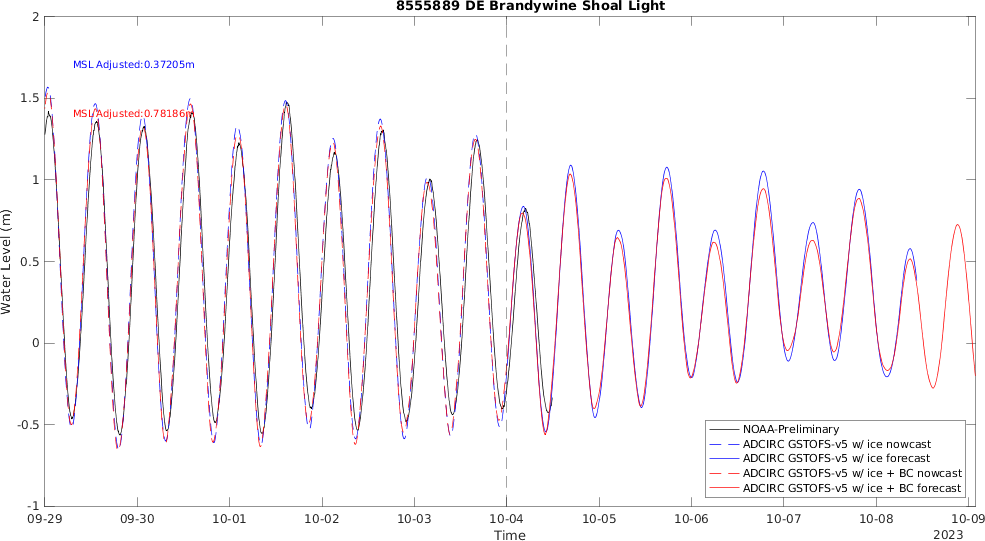 8555889 DE Brandywine Shoal Light
MSL Adjusted:0.37205m
MSL Adjusted:0.78186m
Water Level (m)
2
1.5
1
0.5
0
-0.5
-1
09-29 09-30 10-01 10-02 10-03 10-04 10-05 10-06 10-07 10-08 10-09
Time
2023
NOAA-Preliminary
ADCIRC GSTOFS-v5 w/ ice nowcast
ADCIRC GSTOFS-v5 w/ ice forecast
ADCIRC GSTOFS-v5 w/ ice + BC nowcast
ADCIRC GSTOFS-v5 w/ ice + BC forecast